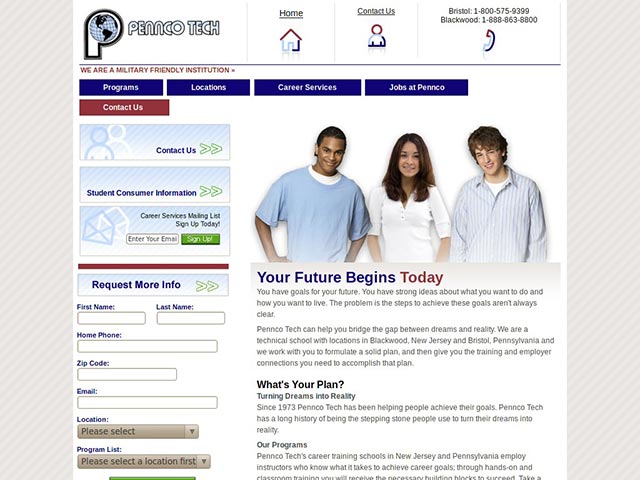 PENNCO TECH
Home
Contact Us
Bristol: 1-800-575-9399
Blackwood: 1-888-863-8800
WE ARE A MILITARY FRIENDLY INSTITUTION »
Programs
Locations
Career Services
Jobs at Pennco
Contact Us
Contact Us
Student Consumer Information
Career Services Mailing List
Sign Up Today!
Enter Your Email
Sign Up!
Request More Info
First Name:
Last Name:
Home Phone:
Zip Code:
Email:
Location:
Please select
Program List:
Please select a location first
Your Future Begins Today
You have goals for your future. You have strong ideas about what you want to do and
how you want to live. The problem is the steps to achieve these goals aren't always
clear.
Pennco Tech can help you bridge the gap between dreams and reality. We are a
technical school with locations in Blackwood, New Jersey and Bristol, Pennsylvania and
we work with you to formulate a solid plan, and then give you the training and employer
connections you need to accomplish that plan.
What's Your Plan?
Turning Dreams into Reality
Since 1973 Pennco Tech has been helping people achieve their goals. Pennco Tech
has a long history of being the stepping stone people use to turn their dreams into
reality.
Our Programs
Pennco Tech's career training schools in New Jersey and Pennsylvania employ
instructors who know what it takes to achieve career goals; through hands-on and
classroom training you will receive the necessary building blocks to succeed. Take a